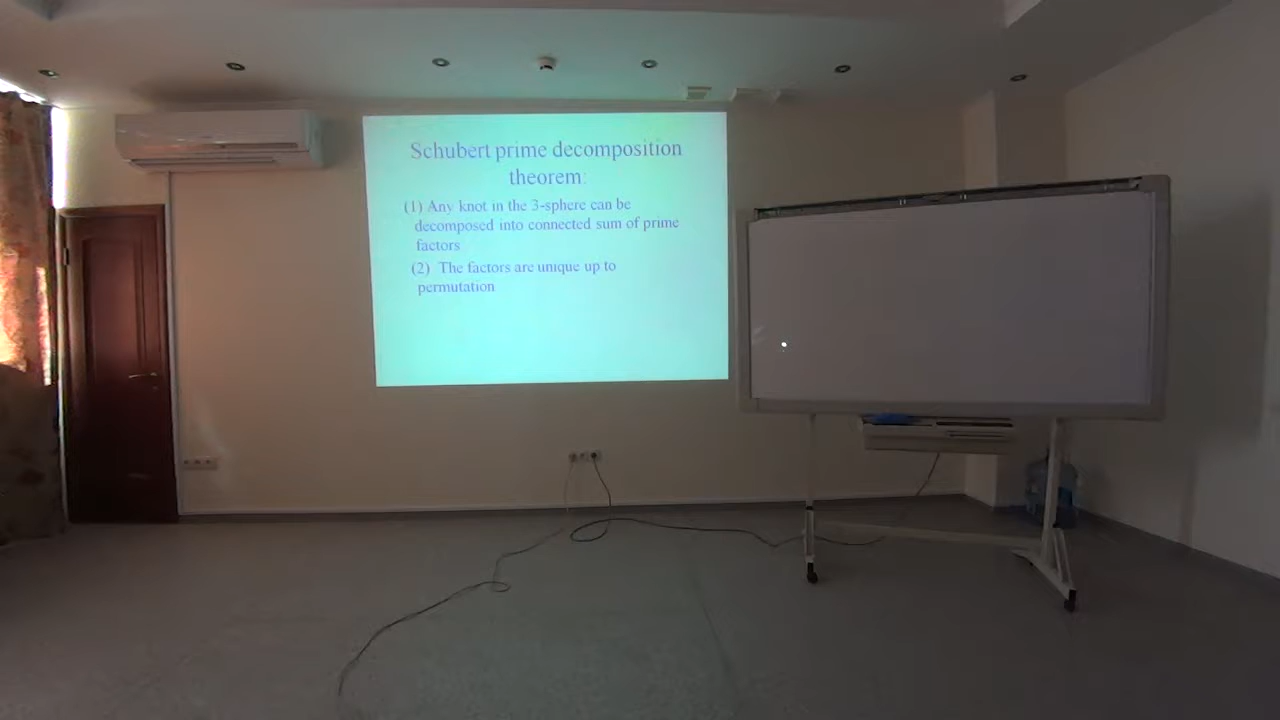 Schubert prime decomposition
theorem:
(1) Any knot in the 3-sphere can be
decomposed into connected sum of prime
factors
(2) The factors are unique up to
permutation